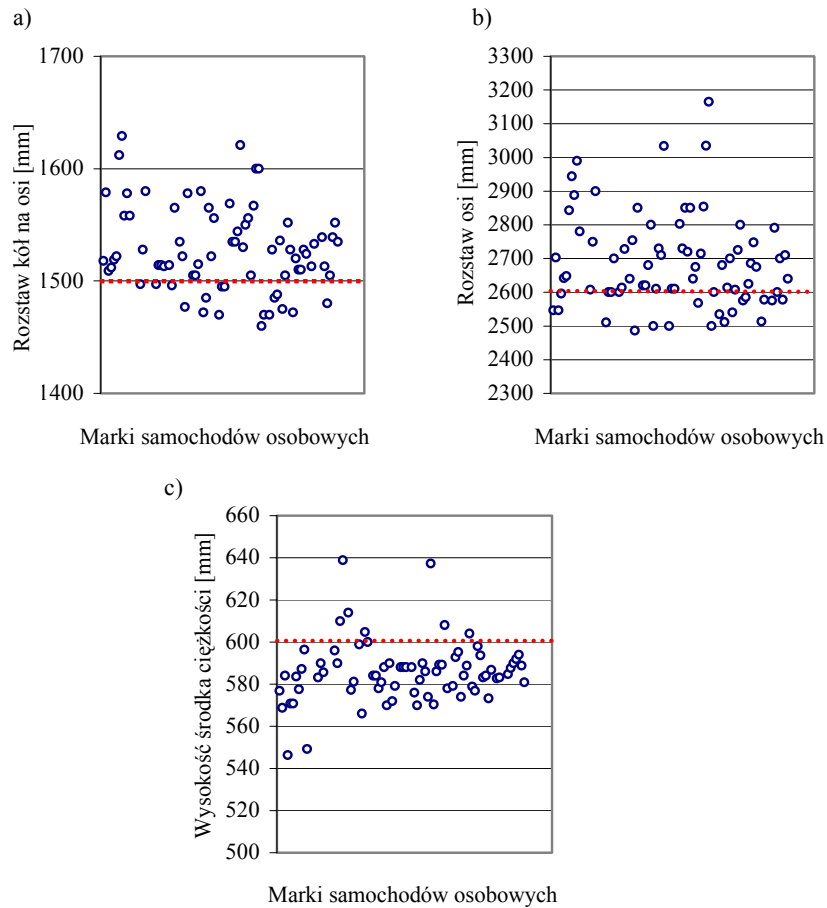 a)
1700
1600
1500
1400
Rozstaw kół na osi [mm]
Marki samochodów osobowych
b)
3300
3200
3100
3000
2900
2800
2700
2600
2500
2400
2300
Rozstaw osi [mm]
Marki samochodów osobowych
c)
660
640
620
600
580
560
540
520
500
Wysokość środka ciężkości [mm]
Marki samochodów osobowych